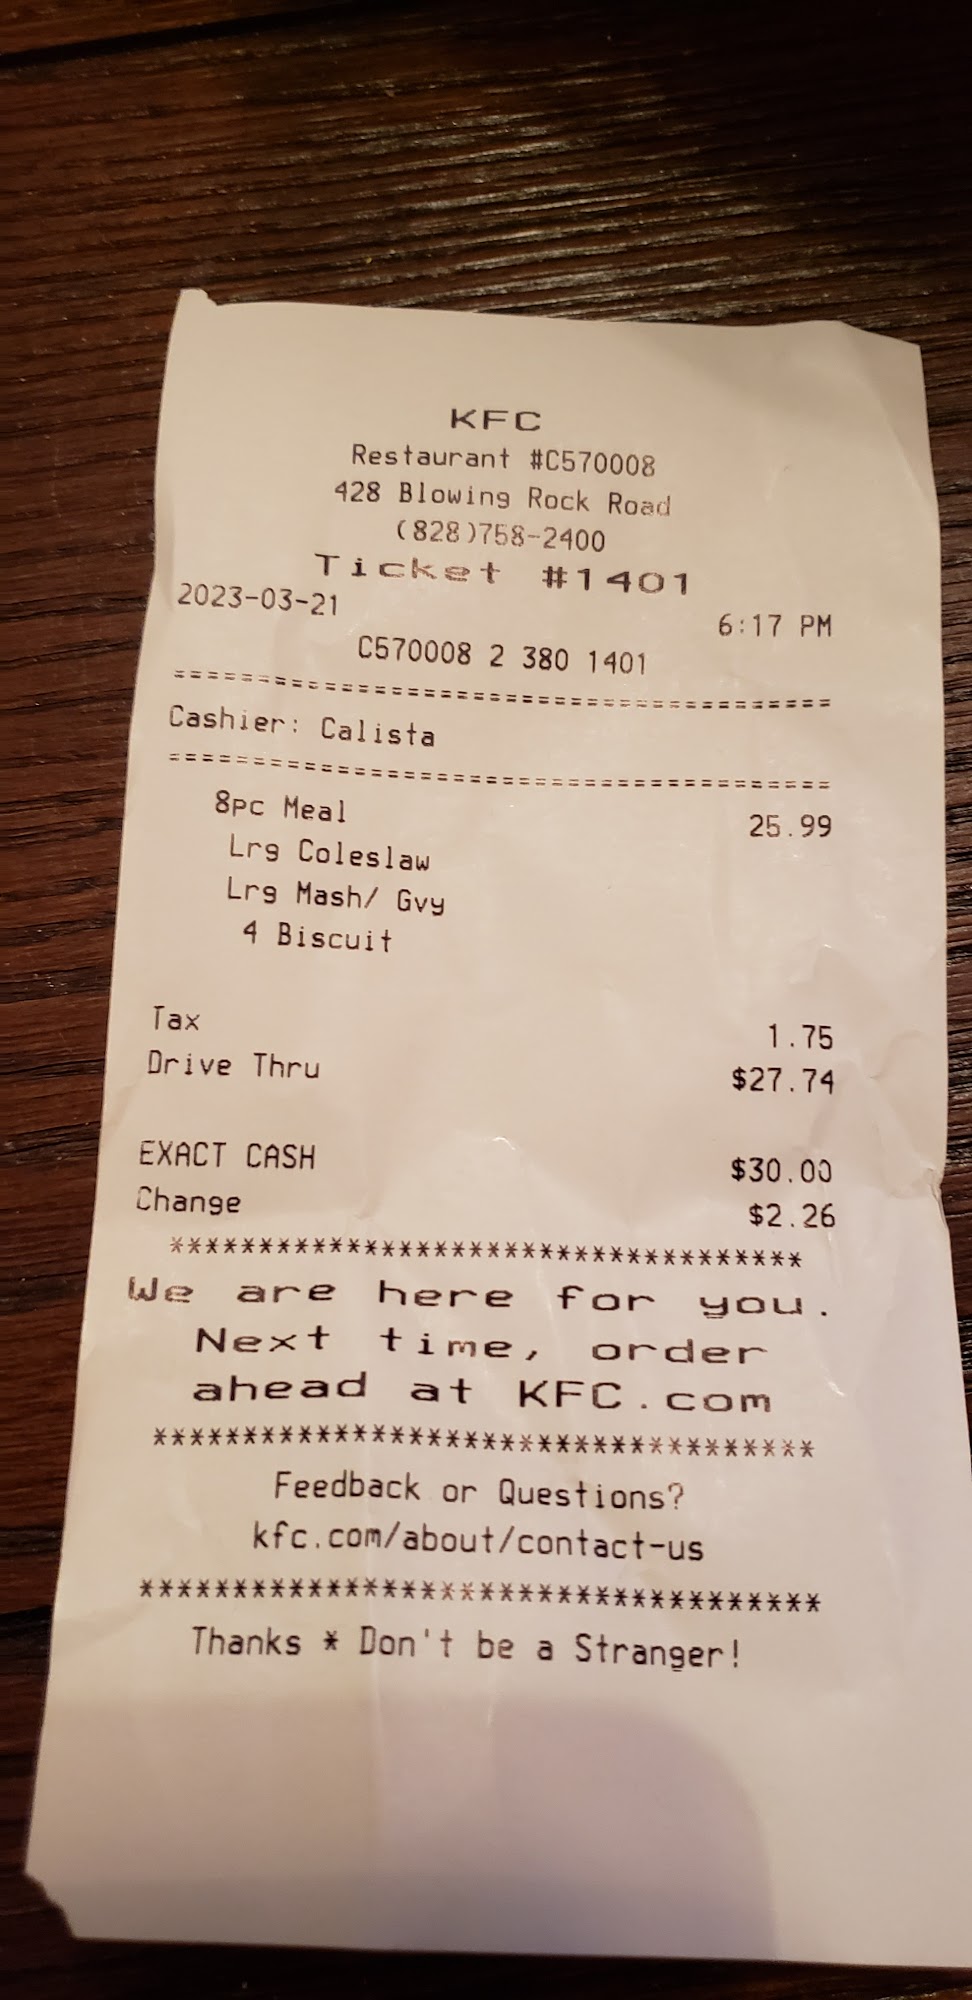 KFC
Restaurant #C570008
428 Blowing Rock Road
(828)758-2400
Ticket #1401
2023-03-21 6:17 PM
C570008 2 380 1401
=======================================
Cashier: Calista
=======================================
8pc Meal 25.99
Lrg Coleslaw
Lrg Mash/ Gvy
4 Biscuit
Tax 1.75
Drive Thru $27.74
EXACT CASH $30.00
Change $2.26
************************************
We are here for you.
Next time, order
ahead at KFC.com
************************************
Feedback or Questions?
kfc.com/about/contact-us
************************************
Thanks * Don't be a Stranger!